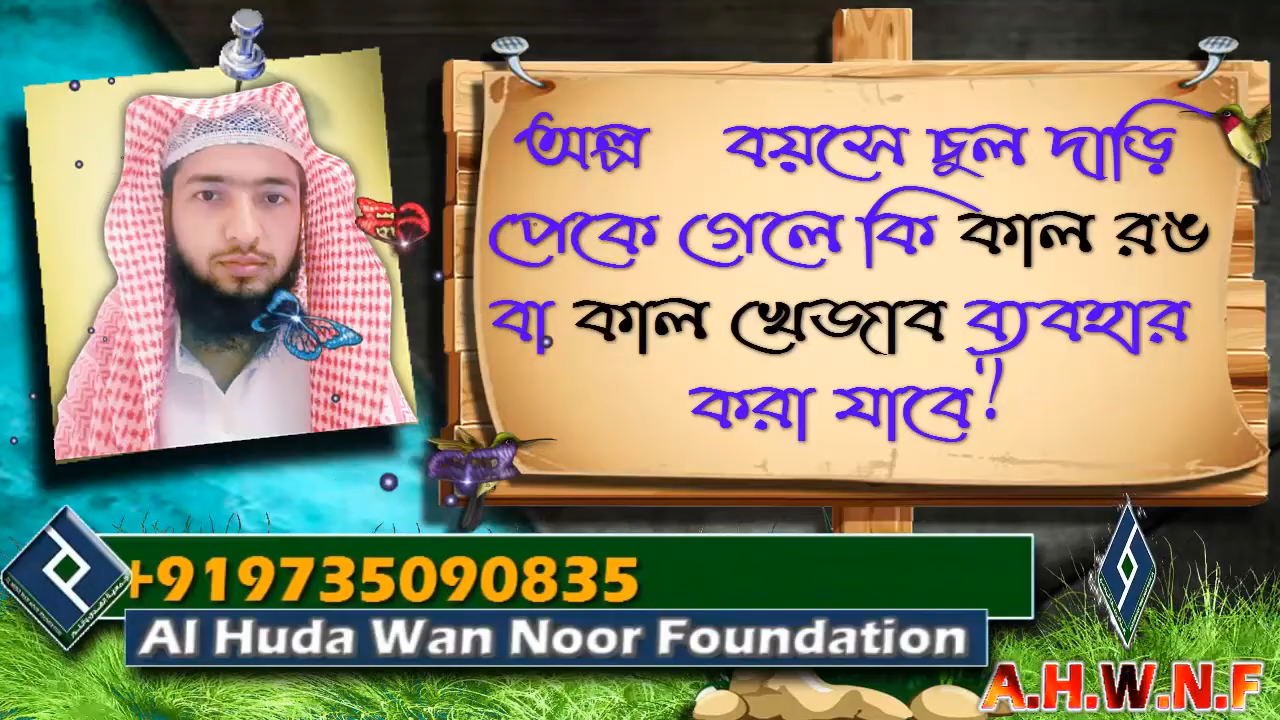 অল্প বয়সে চুল দাড়ি
পেকে গেলে কি কাল রঙ
বা কাল খেজাব ব্যবহার
করা যাবে?
+919735090835
Al Huda Wan Noor Foundation
A.H.W.N.F